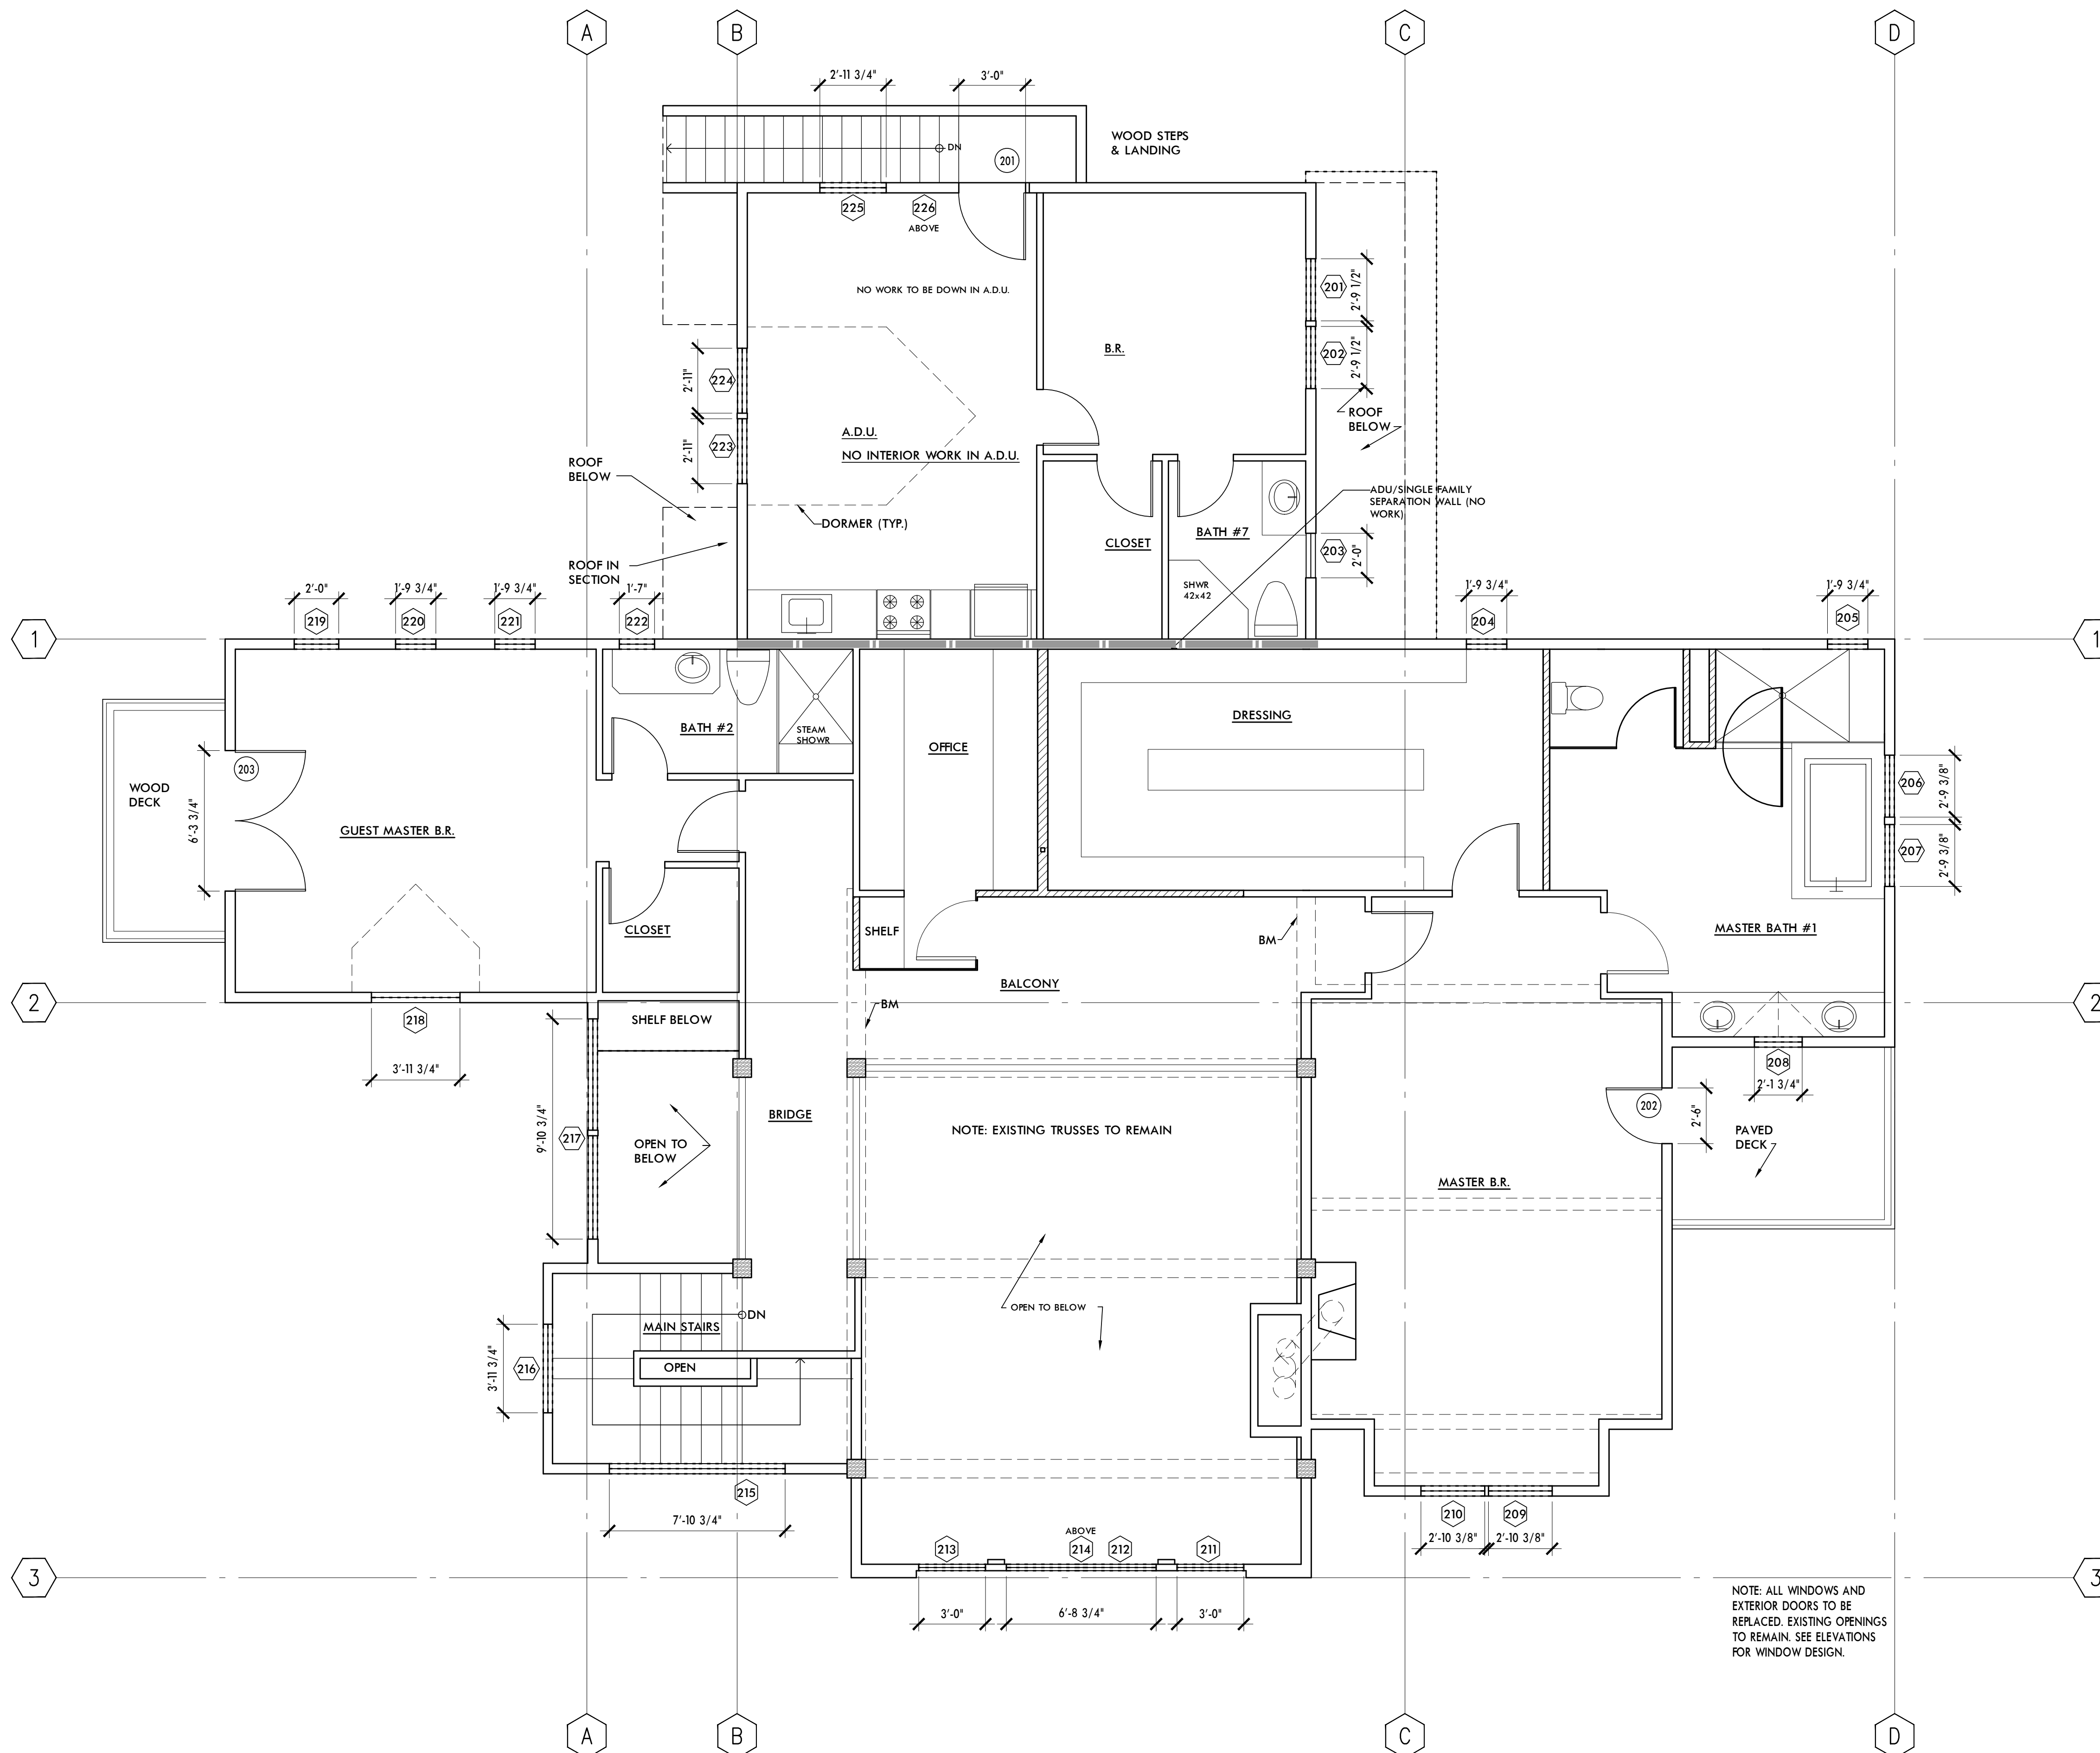 A
B
C
D
2'-11 3/4"
3'-0"
WOOD STEPS
& LANDING
DN
201
225
226
ABOVE
NO WORK TO BE DOWN IN A.D.U.
201
2'-9 1/2"
202
2'-9 1/2"
B.R.
224
2'-11"
223
2'-11"
ROOF
BELOW
A.D.U.
NO INTERIOR WORK IN A.D.U.
ROOF
BELOW
DORMER (TYP.)
ADU/SINGLE FAMILY
SEPARATION WALL (NO
WORK)
CLOSET
BATH #7
203
2'-0"
ROOF IN
SECTION
SHWR
42x42
2'-0"
1'-9 3/4"
1'-9 3/4"
1'-7"
1'-9 3/4"
1'-9 3/4"
219
220
221
222
204
205
1
1
BATH #2
STEAM
SHOWR
OFFICE
DRESSING
WOOD
DECK
203
6'-3 3/4"
GUEST MASTER B.R.
206
2'-9 3/8"
207
2'-9 3/8"
CLOSET
SHELF
BM
MASTER BATH #1
BALCONY
2
2
BM
218
SHELF BELOW
3'-11 3/4"
208
2'-1 3/4"
217
9'-10 3/4"
BRIDGE
OPEN TO
BELOW
NOTE: EXISTING TRUSSES TO REMAIN
202
2'-6"
PAVED
DECK
MASTER B.R.
OPEN TO BELOW
DN
MAIN STAIRS
OPEN
216
3'-11 3/4"
215
7'-10 3/4"
210
209
2'-10 3/8"
2'-10 3/8"
ABOVE
213
214
212
211
3
3
3'-0"
6'-8 3/4"
3'-0"
NOTE: ALL WINDOWS AND
EXTERIOR DOORS TO BE
REPLACED. EXISTING OPENINGS
TO REMAIN. SEE ELEVATIONS
FOR WINDOW DESIGN.
A
B
C
D